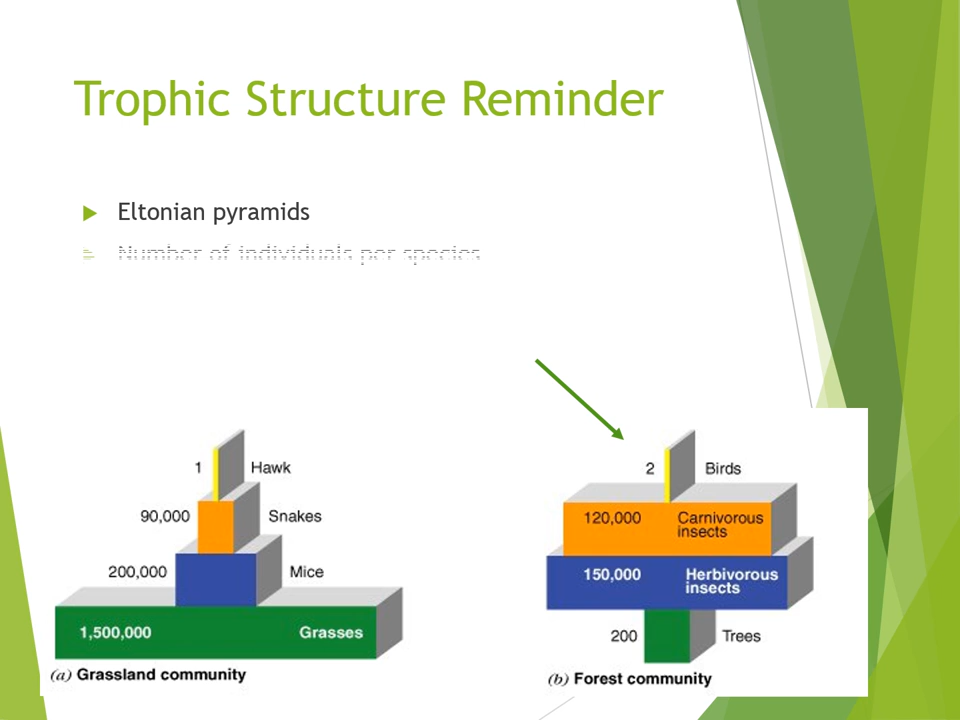 Trophic Structure Reminder
Eltonian pyramids
Number of individuals per species
1 Hawk
90,000 Snakes
200,000 Mice
1,500,000 Grasses
(a) Grassland community
2 Birds
120,000 Carnivorous
insects
150,000 Herbivorous
insects
200 Trees
(b) Forest community